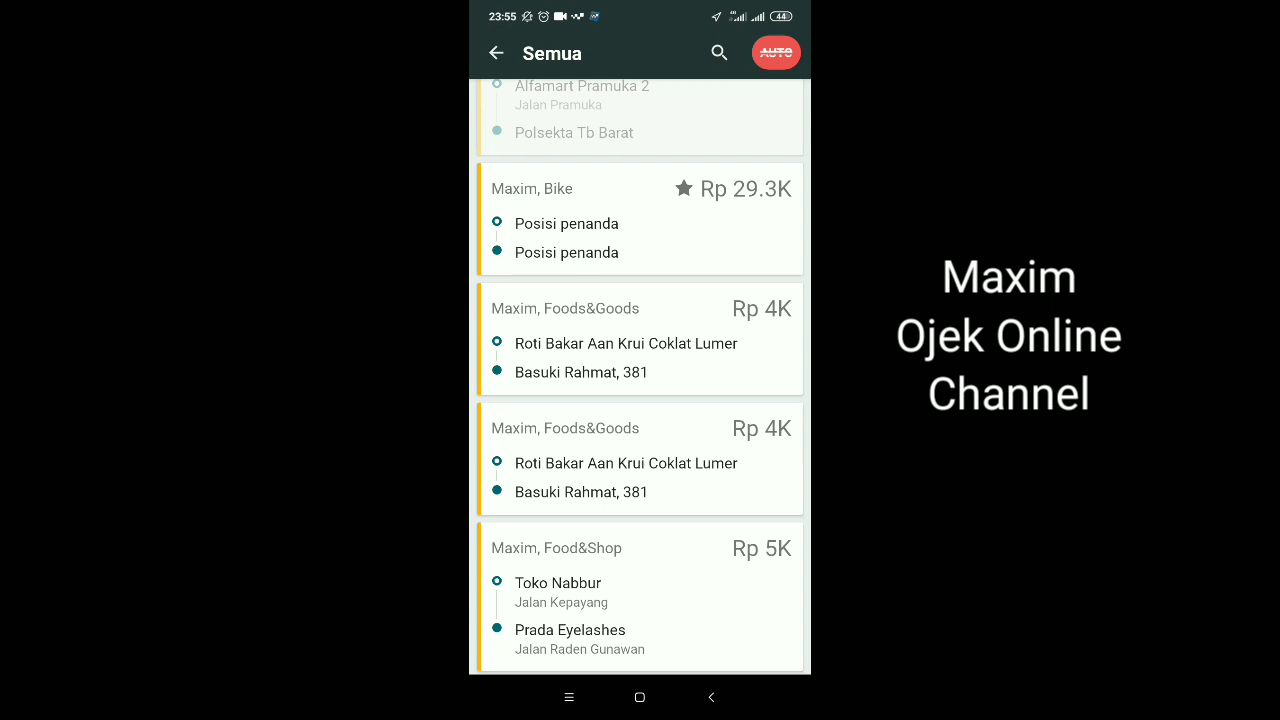 23:55
44
Semua
AUTO
Alfamart Pramuka 2
Jalan Pramuka
Polsekta Tb Barat
Maxim, Bike
Rp 29.3K
Posisi penanda
Posisi penanda
Maxim, Foods&Goods
Rp 4K
Roti Bakar Aan Krui Coklat Lumer
Basuki Rahmat, 381
Maxim, Foods&Goods
Rp 4K
Roti Bakar Aan Krui Coklat Lumer
Basuki Rahmat, 381
Maxim, Food&Shop
Rp 5K
Toko Nabbur
Jalan Kepayang
Prada Eyelashes
Jalan Raden Gunawan
Maxim
Ojek Online
Channel